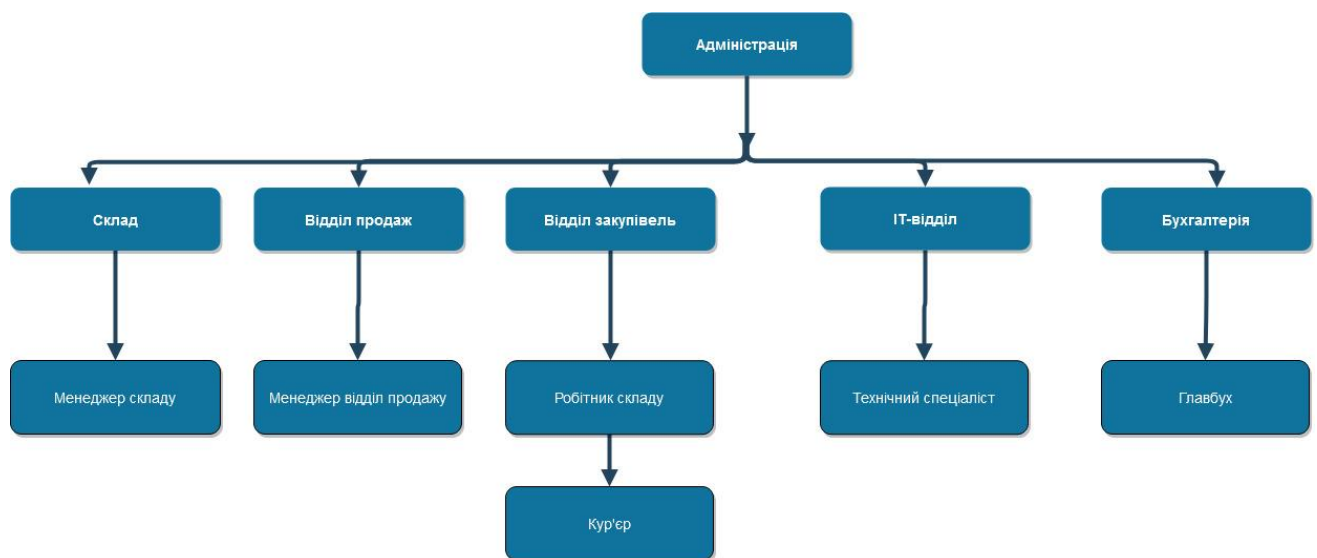 Адміністрація
Склад
Відділ продаж
Відділ закупівель
ІТ-відділ
Бухгалтерія
Менеджер складу
Менеджер відділ продажу
Робітник складу
Технічний спеціаліст
Главбух
Кур'єр